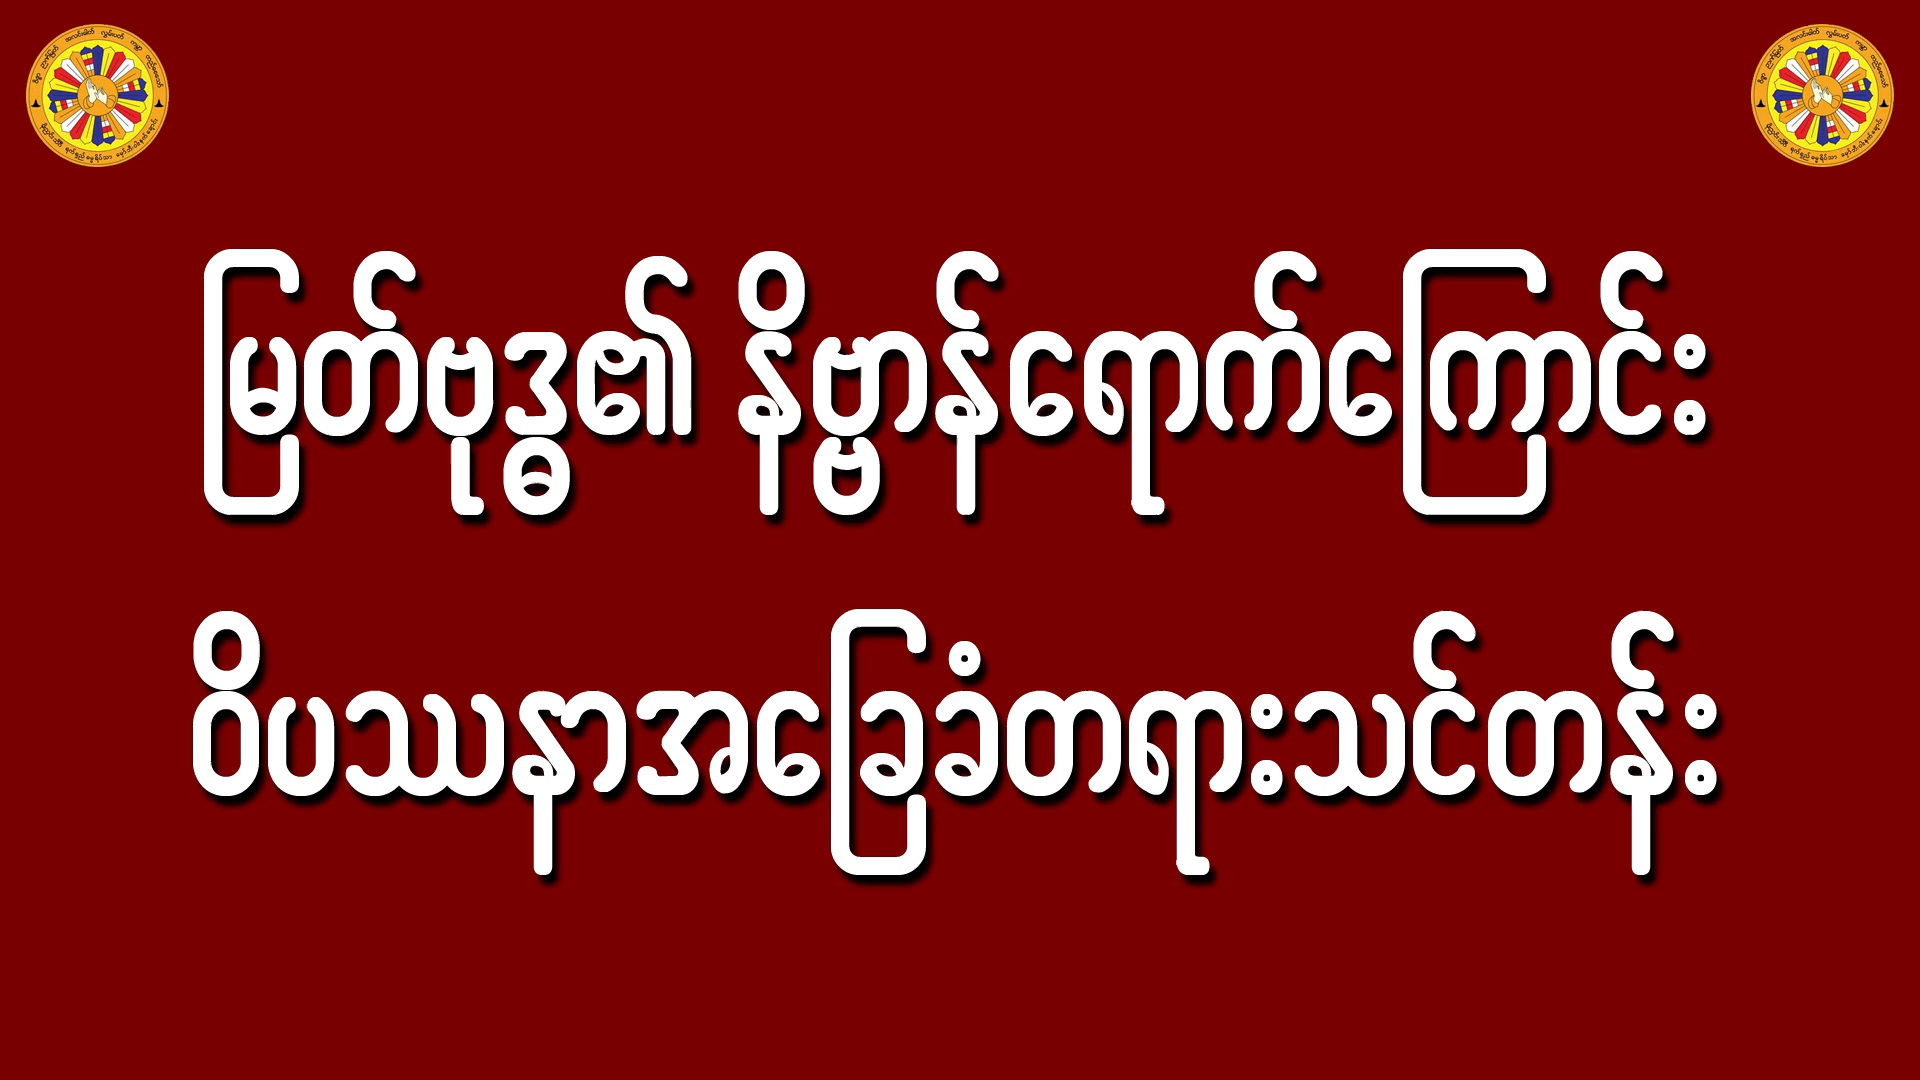 မြတ်ဗုဒ္ဓ၏ နိဗ္ဗာန်ရောက်ကြောင်း
ဝိပဿနာအခြေခံတရားသင်တန်း